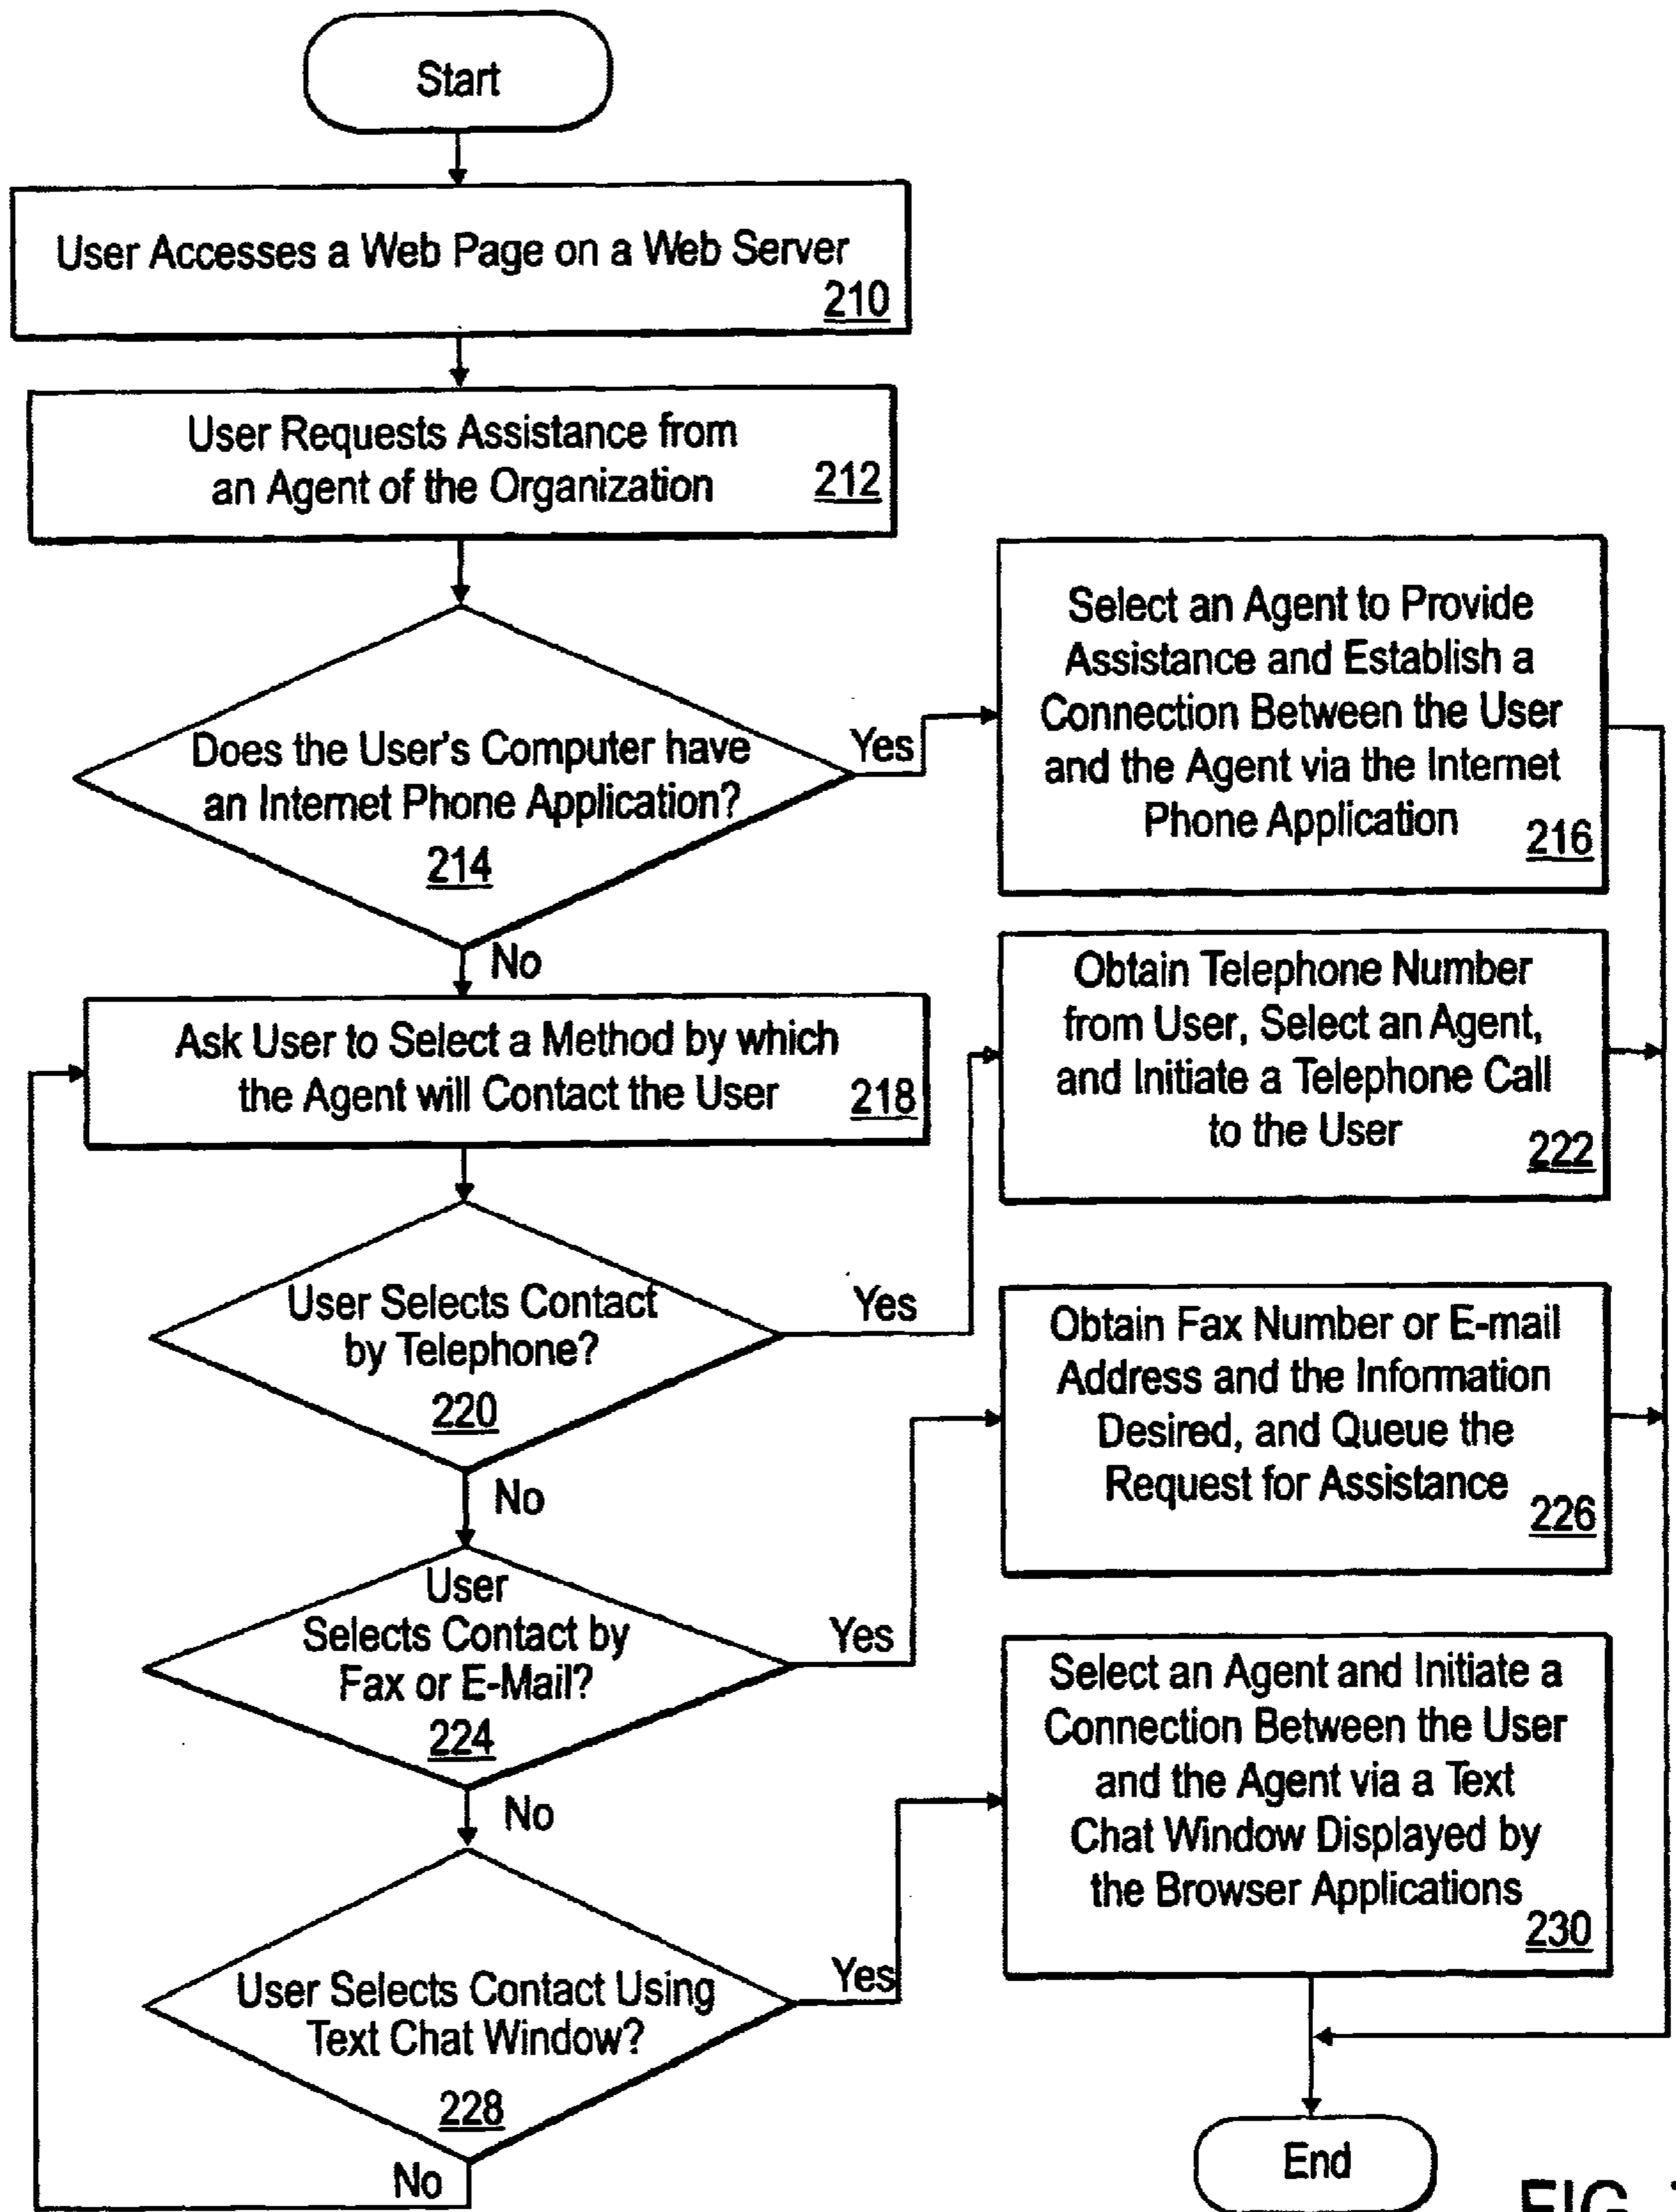 Start
User Accesses a Web Page on a Web Server
210
User Requests Assistance from
an Agent of the Organization
212
Does the User's Computer have
an Internet Phone Application?
214
Yes
Select an Agent to Provide
Assistance and Establish a
Connection Between the User
and the Agent via the Internet
Phone Application
216
No
Ask User to Select a Method by which
the Agent will Contact the User
218
User Selects Contact
by Telephone?
220
Yes
Obtain Telephone Number
from User, Select an Agent,
and Initiate a Telephone Call
to the User
222
No
User
Selects Contact by
Fax or E-Mail?
224
Yes
Obtain Fax Number or E-mail
Address and the Information
Desired, and Queue the
Request for Assistance
226
No
User Selects Contact Using
Text Chat Window?
228
Yes
Select an Agent and Initiate a
Connection Between the User
and the Agent via a Text
Chat Window Displayed by
the Browser Applications
230
No
End
FIG.